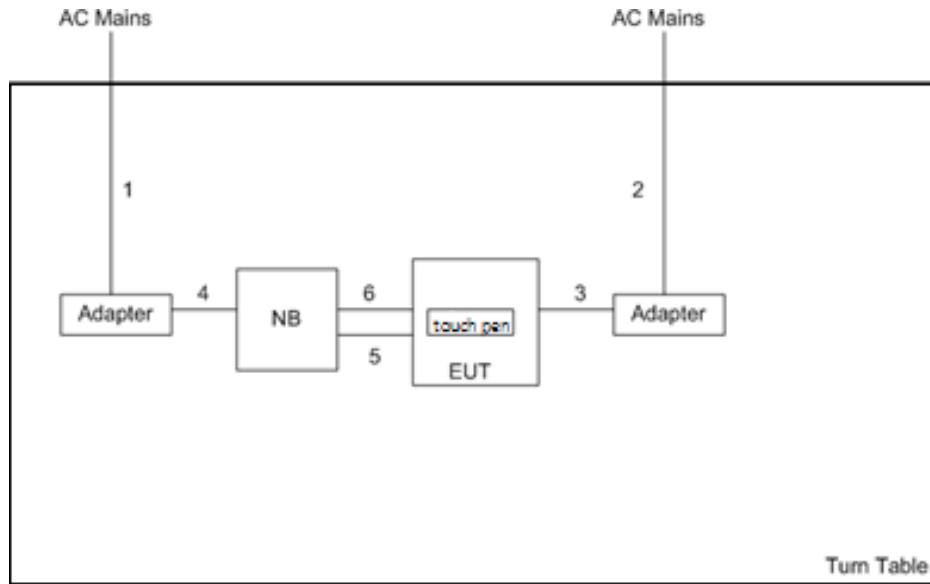 AC Mains
AC Mains
1
2
4
6
3
Adapter
NB
touch pen
Adapter
5
EUT
Turn Table